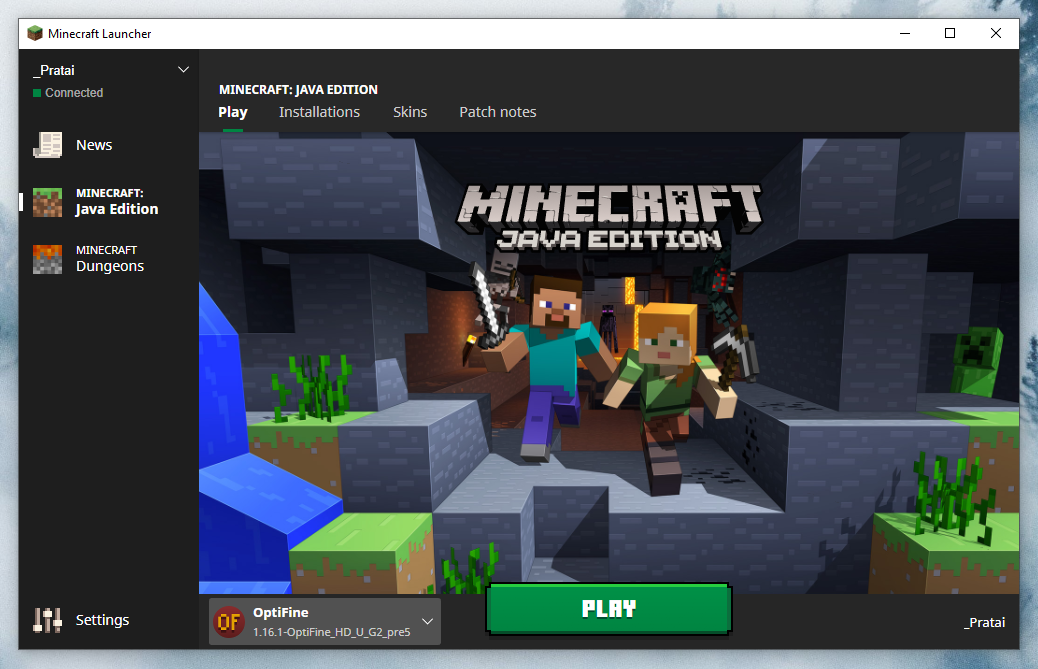 Minecraft Launcher
_Pratai
Connected
News
MINECRAFT:
Java Edition
MINECRAFT
Dungeons
Settings
MINECRAFT: JAVA EDITION
Play Installations Skins Patch notes
MINECRAFT
JAVA EDITION
OF
OptiFine
1.16.1-OptiFine_HD_U_G2_pre5
PLAY
_Pratai